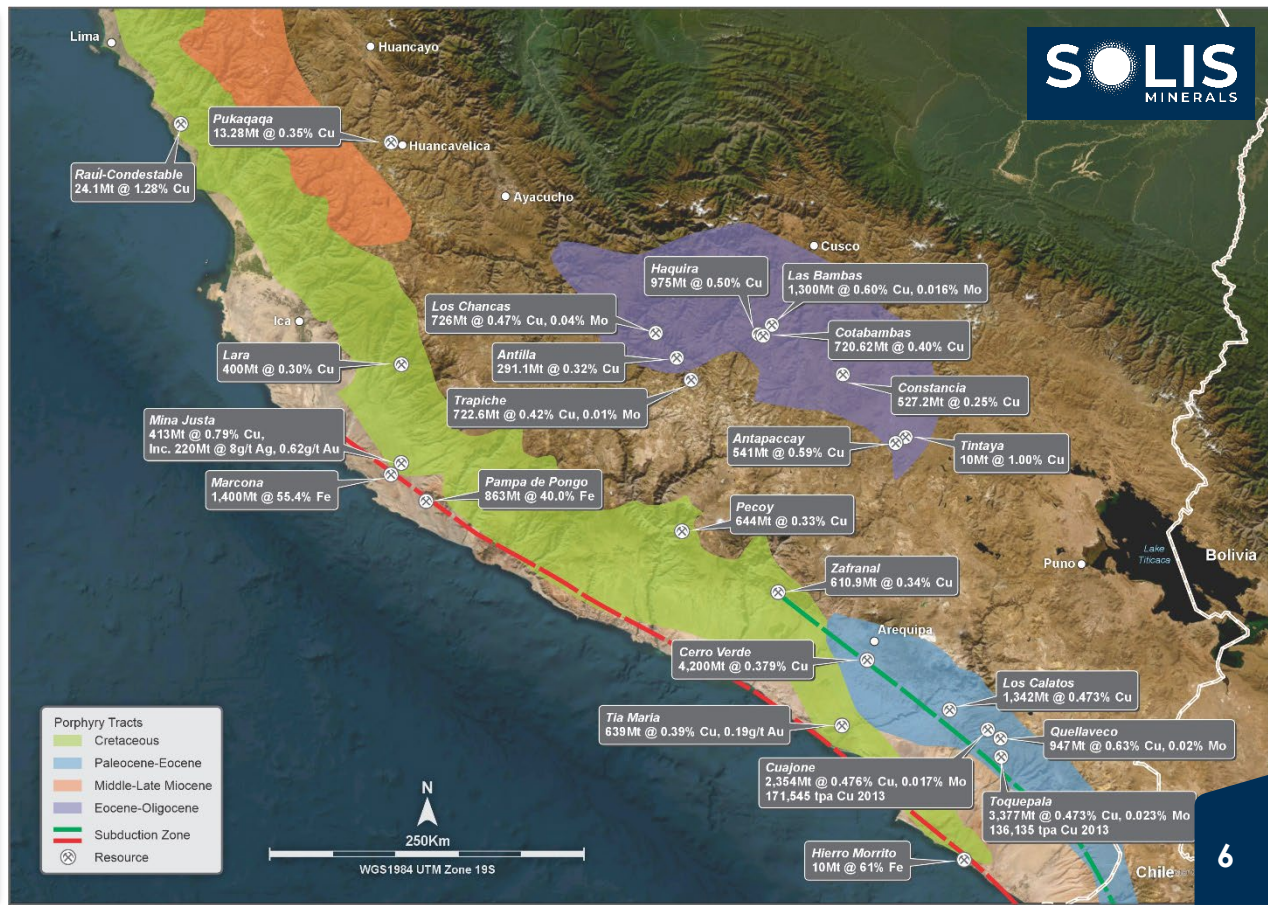 SOLIS
MINERALS
Lima
Huancayo
Pukaqaqa
13.28Mt @ 0.35% Cu
Huancavelica
Raúl-Condestable
24.1Mt @ 1.28% Cu
Ayacucho
Cusco
Haquira
975Mt @ 0.50% Cu
Las Bambas
1,300Mt @ 0.60% Cu, 0.016% Mo
Los Chancas
726Mt @ 0.47% Cu, 0.04% Mo
Cotabambas
720.62Mt @ 0.40% Cu
Ica
Lara
400Mt @ 0.30% Cu
Antilla
291.1Mt @ 0.32% Cu
Trapiche
722.6Mt @ 0.42% Cu, 0.01% Mo
Constancia
527.2Mt @ 0.25% Cu
Mina Justa
413Mt @ 0.79% Cu,
Inc. 220Mt @ 8g/t Ag, 0.62g/t Au
Antapaccay
541Mt @ 0.59% Cu
Tintaya
10Mt @ 1.00% Cu
Marcona
1,400Mt @ 55.4% Fe
Pampa de Pongo
863Mt @ 40.0% Fe
Pecoy
644Mt @ 0.33% Cu
Zafranal
610.9Mt @ 0.34% Cu
Puno
Lake
Titicaca
Bolivia
Arequipa
Cerro Verde
4,200Mt @ 0.379% Cu
Los Calatos
1,342Mt @ 0.473% Cu
Tia Maria
639Mt @ 0.39% Cu, 0.19g/t Au
Quellaveco
947Mt @ 0.63% Cu, 0.02% Mo
Cuajone
2,354Mt @ 0.476% Cu, 0.017% Mo
171,545 tpa Cu 2013
Toquepala
3,377Mt @ 0.473% Cu, 0.023% Mo
136,135 tpa Cu 2013
Hierro Morrito
10Mt @ 61% Fe
Chile
Porphyry Tracts
Cretaceous
Paleocene-Eocene
Middle-Late Miocene
Eocene-Oligocene
Subduction Zone
Resource
N
250Km
WGS1984 UTM Zone 19S
6